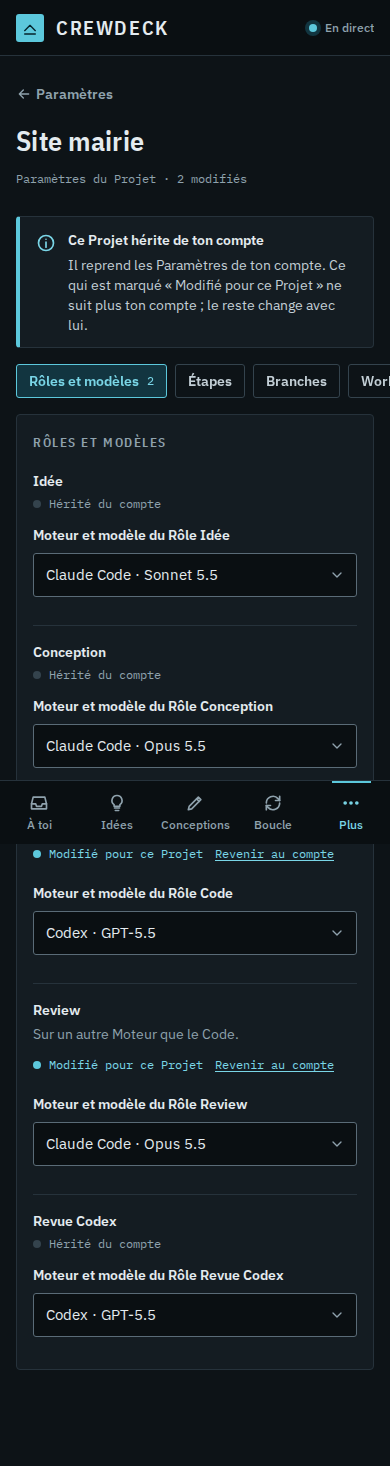 CREWDECK
En direct
← Paramètres
Site mairie
Paramètres du Projet · 2 modifiés
Ce Projet hérite de ton compte
Il reprend les Paramètres de ton compte. Ce
qui est marqué « Modifié pour ce Projet » ne
suit plus ton compte ; le reste change avec
lui.
Rôles et modèles 2
Étapes
Branches
RÔLES ET MODÈLES
Idée
Hérité du compte
Moteur et modèle du Rôle Idée
Claude Code · Sonnet 5.5
Conception
Hérité du compte
Moteur et modèle du Rôle Conception
Claude Code · Opus 5.5
À toi
Idées
Conceptions
Boucle
Plus
Modifié pour ce Projet Revenir au compte
Moteur et modèle du Rôle Code
Codex · GPT-5.5
Review
Sur un autre Moteur que le Code.
Modifié pour ce Projet Revenir au compte
Moteur et modèle du Rôle Review
Claude Code · Opus 5.5
Revue Codex
Hérité du compte
Moteur et modèle du Rôle Revue Codex
Codex · GPT-5.5